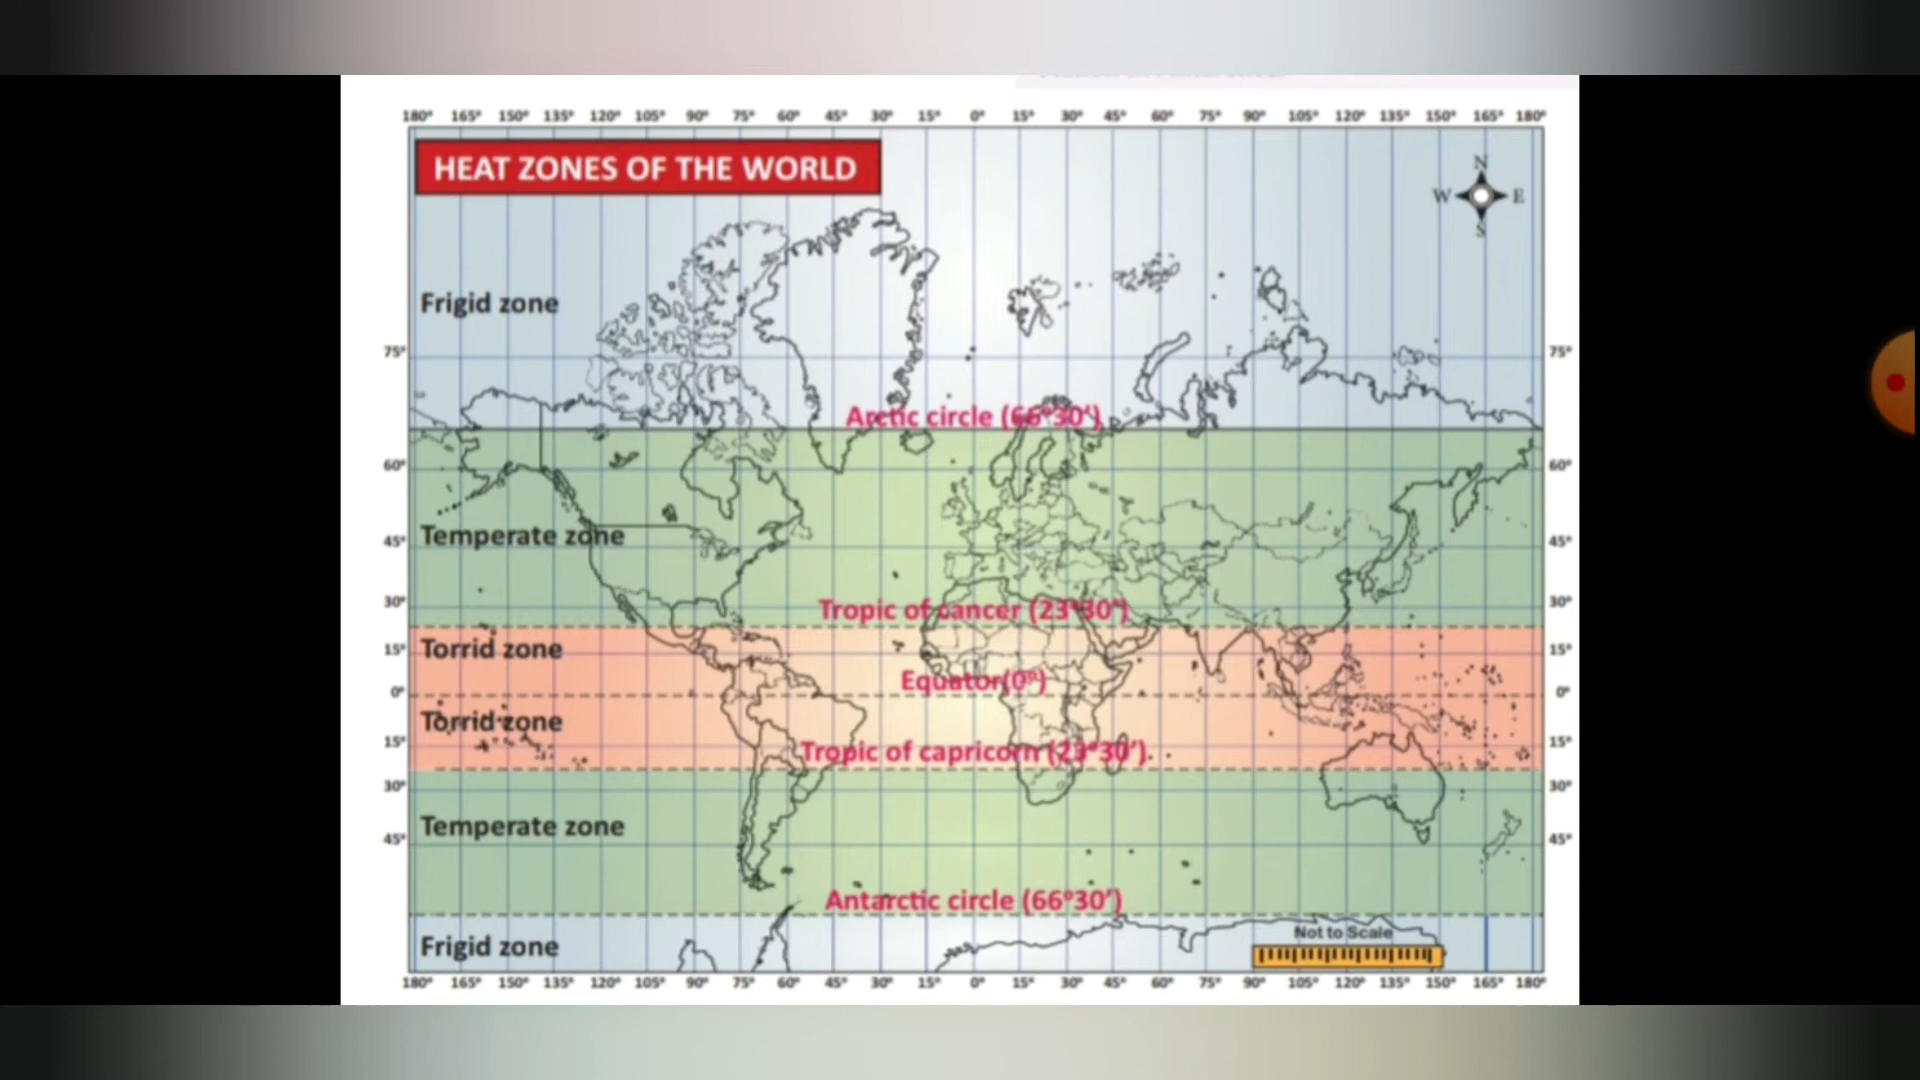 180° 165° 150° 135° 120° 105° 90° 75° 60° 45° 30° 15° 0° 15° 30° 45° 60° 75° 90° 105° 120° 135° 150° 165° 180°
HEAT ZONES OF THE WORLD
N
W E
S
Frigid zone
75° 75°
Arctic circle (66°30')
60° 60°
Temperate zone
45° 45°
30° 30°
Tropic of cancer (23°30')
Torrid zone
15° 15°
Equator(0°)
0° 0°
Torrid zone
15° 15°
Tropic of capricorn (23°30').
30° 30°
Temperate zone
45° 45°
Antarctic circle (66°30')
Not to Scale
Frigid zone
180° 165° 150° 135° 120° 105° 90° 75° 60° 45° 30° 15° 0° 15° 30° 45° 60° 75° 90° 105° 120° 135° 150° 165° 180°